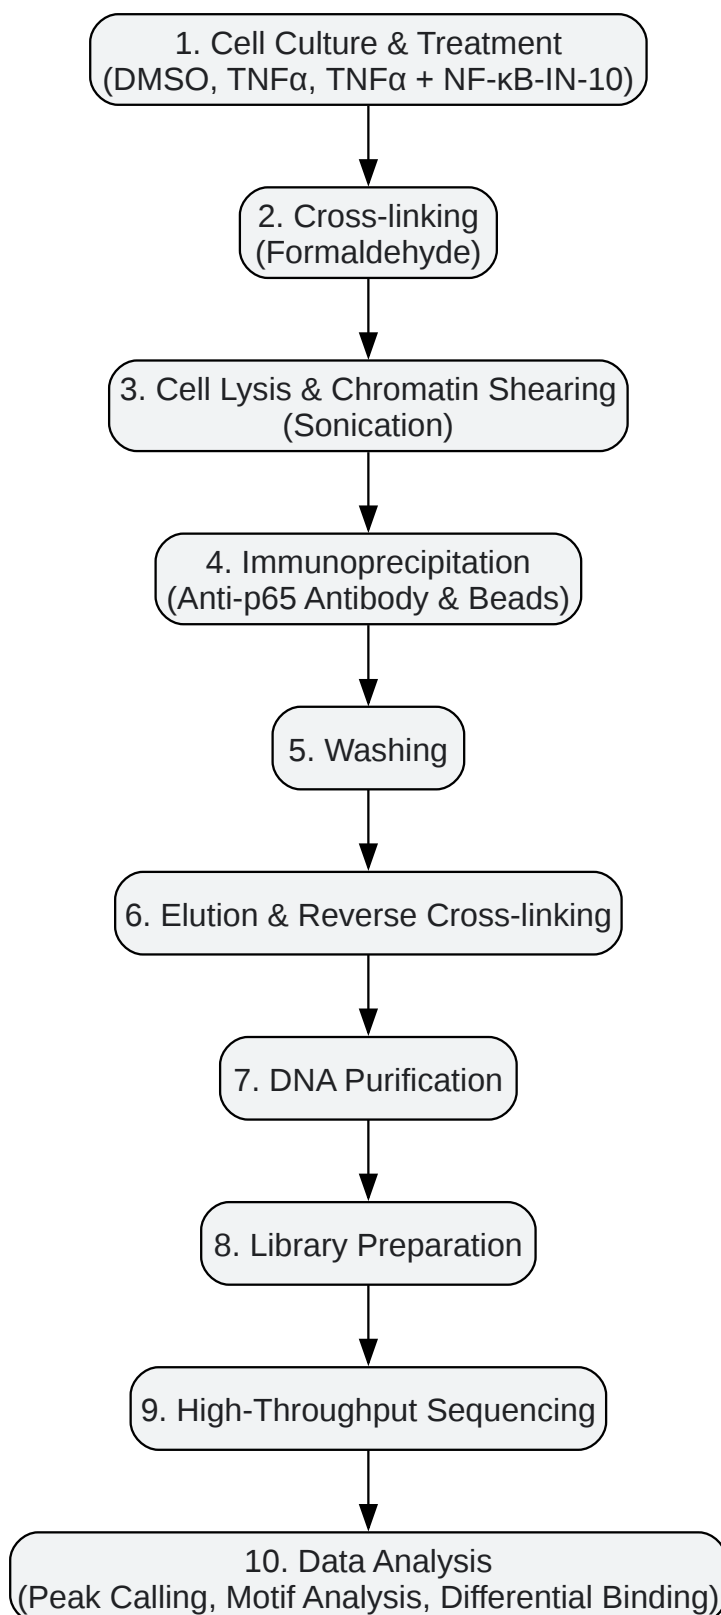 1. Cell Culture & Treatment
(DMSO, TNFα, TNFα + NF-κB-IN-10)
2. Cross-linking
(Formaldehyde)
3. Cell Lysis & Chromatin Shearing
(Sonication)
4. Immunoprecipitation
(Anti-p65 Antibody & Beads)
5. Washing
6. Elution & Reverse Cross-linking
7. DNA Purification
8. Library Preparation
9. High-Throughput Sequencing
10. Data Analysis
(Peak Calling, Motif Analysis, Differential Binding)